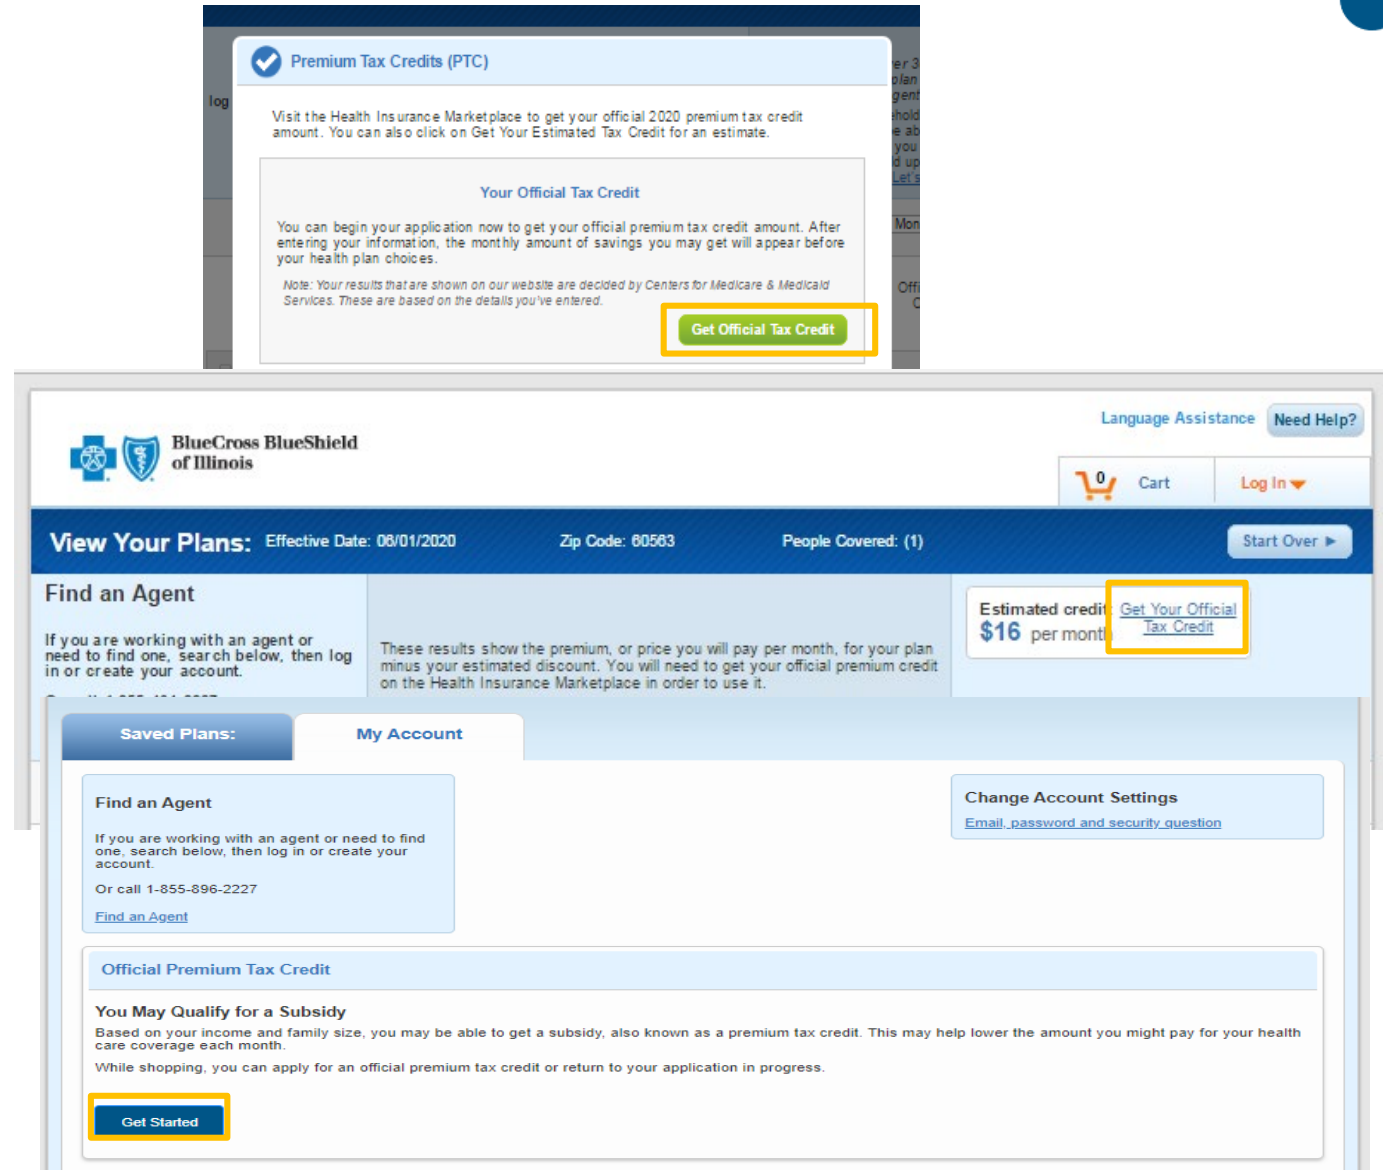 Premium Tax Credits (PTC)
log
Visit the Health Insurance Marketplace to get your official 2020 premium tax credit
amount. You can also click on Get Your Estimated Tax Credit for an estimate.
Your Official Tax Credit
You can begin your application now to get your official premium tax credit amount. After
entering your information, the monthly amount of savings you may get will appear before
your health plan choices.
Note: Your results that are shown on our website are decided by Centers for Medicare & Medicaid
Services. These are based on the details you've entered.
Get Official Tax Credit
er 3
plan
gent
you
Let's
Mon
Offi
BlueCross BlueShield
of Illinois
Language Assistance
Need Help?
0
Cart
Log In
View Your Plans: Effective Date: 06/01/2020 Zip Code: 60563 People Covered: (1)
Start Over
Find an Agent
If you are working with an agent or
need to find one, search below, then log
in or create your account.
These results show the premium, or price you will pay per month, for your plan
minus your estimated discount. You will need to get your official premium credit
on the Health Insurance Marketplace in order to use it.
Estimated credit:
$16 per month
Get Your Official
Tax Credit
Saved Plans:
My Account
Find an Agent
If you are working with an agent or need to find
one, search below, then log in or create your
account.
Or call 1-855-896-2227
Find an Agent
Change Account Settings
Email, password and security question
Official Premium Tax Credit
You May Qualify for a Subsidy
Based on your income and family size, you may be able to get a subsidy, also known as a premium tax credit. This may help lower the amount you might pay for your health
care coverage each month.
While shopping, you can apply for an official premium tax credit or return to your application in progress.
Get Started